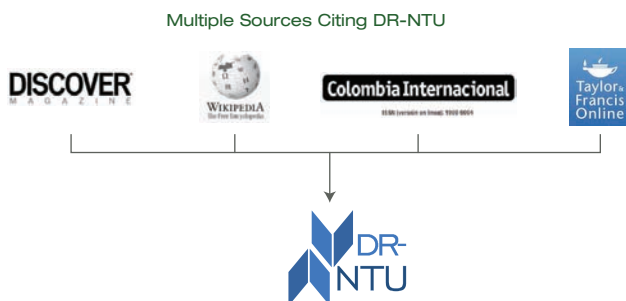 Multiple Sources Citing DR-NTU
DISCOVER
MAGAZINE
WIKIPEDIA
The Free Encyclopedia
Colombia Internacional
Taylor &
Francis
Online
DR-
NTU